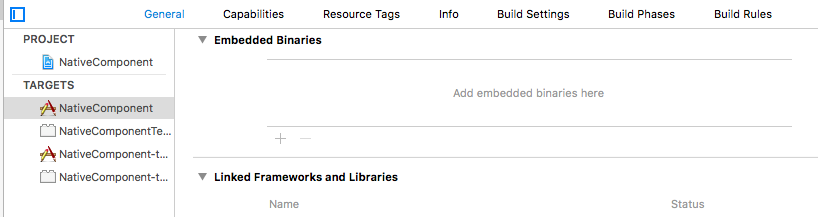 General Capabilities Resource Tags Info Build Settings Build Phases Build Rules
PROJECT
NativeComponent
TARGETS
NativeComponent
NativeComponentTe...
NativeComponent-t...
NativeComponent-t...
Embedded Binaries
Add embedded binaries here
Linked Frameworks and Libraries
Name Status